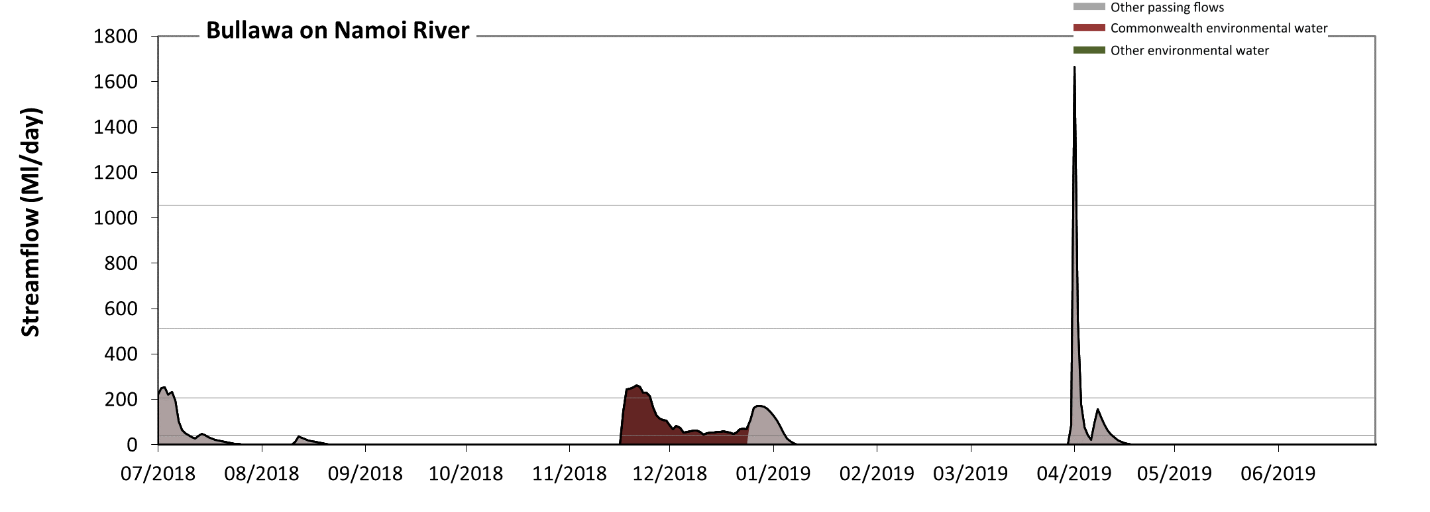 Other passing flows
Commonwealth environmental water
Other environmental water
Bullawa on Namoi River
Streamflow (Ml/day)
1800
1600
1400
1200
1000
800
600
400
200
0
07/2018 08/2018 09/2018 10/2018 11/2018 12/2018 01/2019 02/2019 03/2019 04/2019 05/2019 06/2019